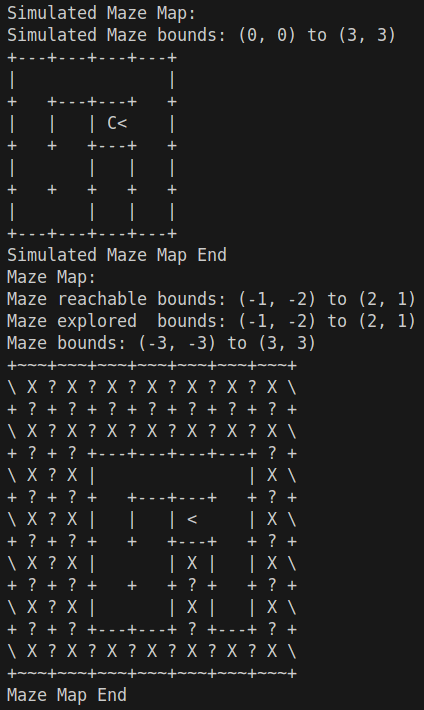 Simulated Maze Map:
Simulated Maze bounds: (0, 0) to (3, 3)
+---+---+---+---+
|               |
+   +---+---+   +
|   |   | C<    |
+   +   +---+   +
|       |   |   |
+   +   +   +   +
|       |   |   |
+---+---+---+---+
Simulated Maze Map End
Maze Map:
Maze reachable bounds: (-1, -2) to (2, 1)
Maze explored  bounds: (-1, -2) to (2, 1)
Maze bounds: (-3, -3) to (3, 3)
+~~~+~~~+~~~+~~~+~~~+~~~+~~~+
\ X ? X ? X ? X ? X ? X ? X \
+ ? + ? + ? + ? + ? + ? + ? +
\ X ? X ? X ? X ? X ? X ? X \
+ ? + ? +---+---+---+---+ ? +
\ X ? X |               | X \
+ ? + ? +   +---+---+   + ? +
\ X ? X |   |   | <     | X \
+ ? + ? +   +   +---+   + ? +
\ X ? X |       | X |   | X \
+ ? + ? +   +   + ? +   + ? +
\ X ? X |       | X |   | X \
+ ? + ? +---+---+ ? +---+ ? +
\ X ? X ? X ? X ? X ? X ? X \
+~~~+~~~+~~~+~~~+~~~+~~~+~~~+
Maze Map End